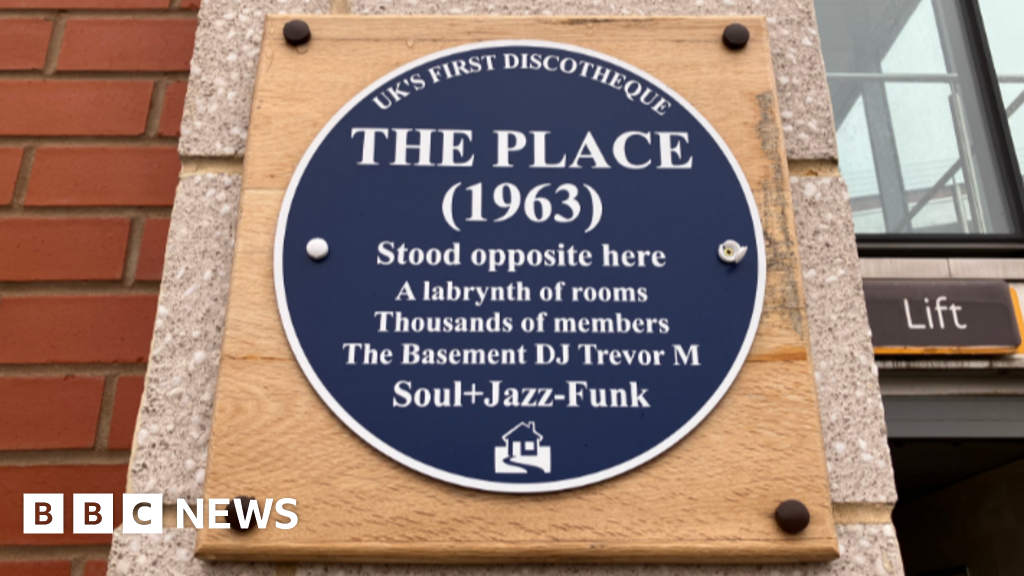 UK'S FIRST DISCOTHEQUE
THE PLACE
(1963)
Stood opposite here
A labrynth of rooms
Thousands of members
The Basement DJ Trevor M
Soul+Jazz-Funk
Lift
BBC NEWS